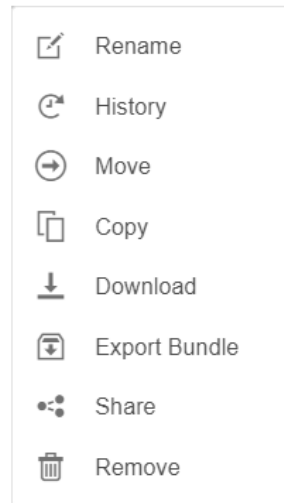 Rename
History
Move
Copy
Download
Export Bundle
Share
Remove